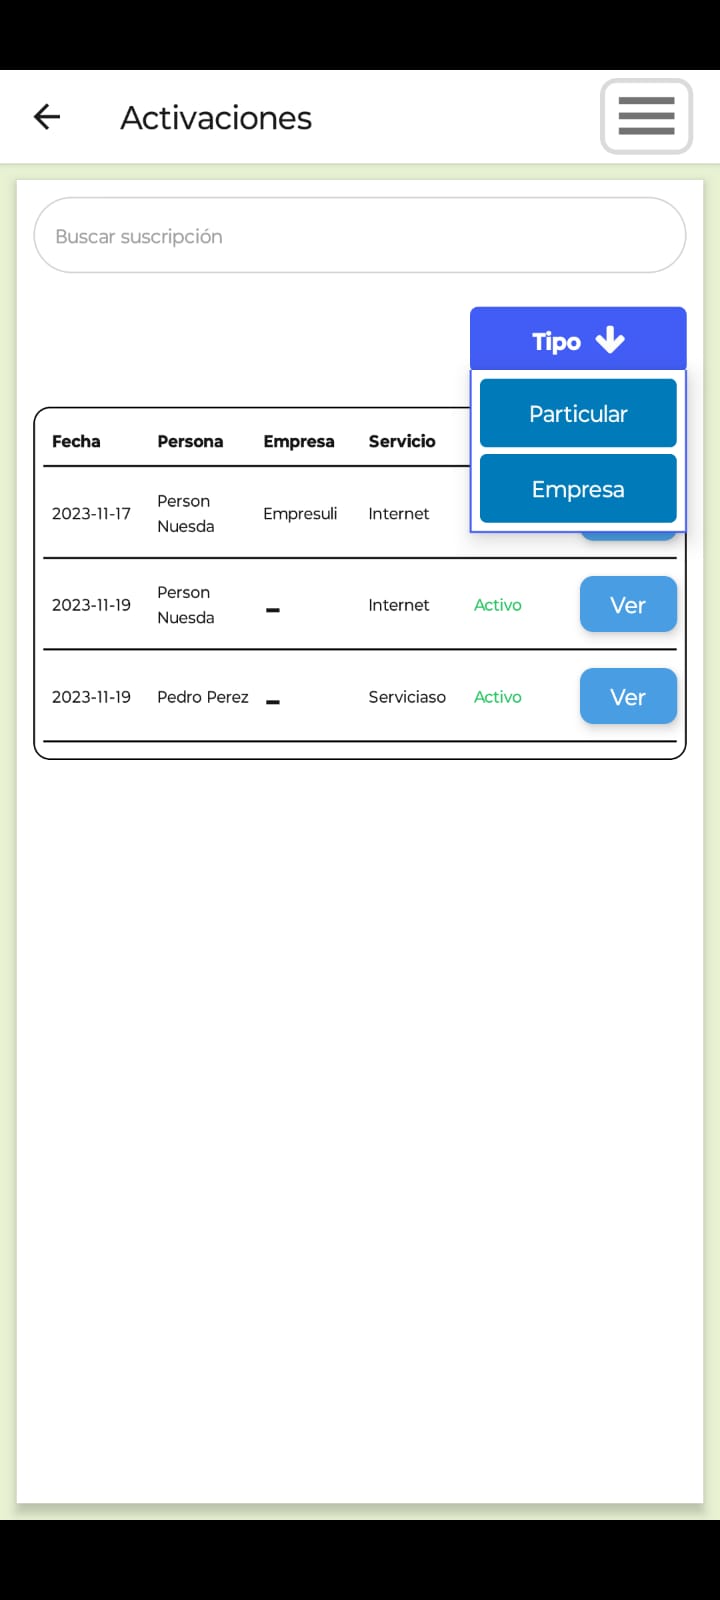 Activaciones
Buscar suscripción
Tipo
Particular
Empresa
Fecha Persona Empresa Servicio
2023-11-17 Person Nuesda Empresuli Internet
2023-11-19 Person Nuesda - Internet Activo Ver
2023-11-19 Pedro Perez - Serviciaso Activo Ver